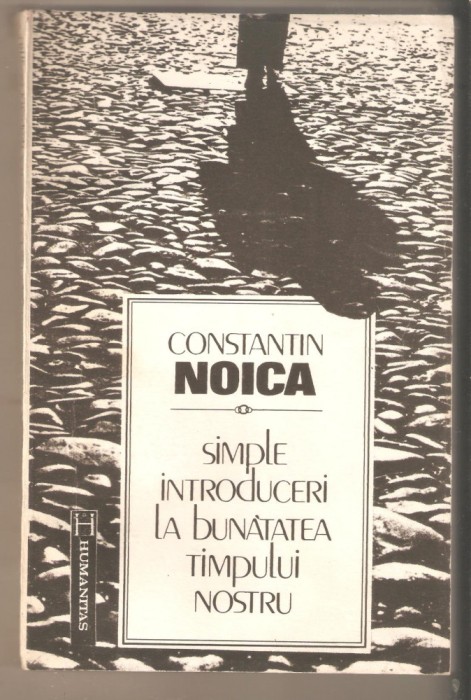 CONSTANTIN
NOICA
simple
introduceri
la bunătatea
timpului
nostru
H
HUMANITAS